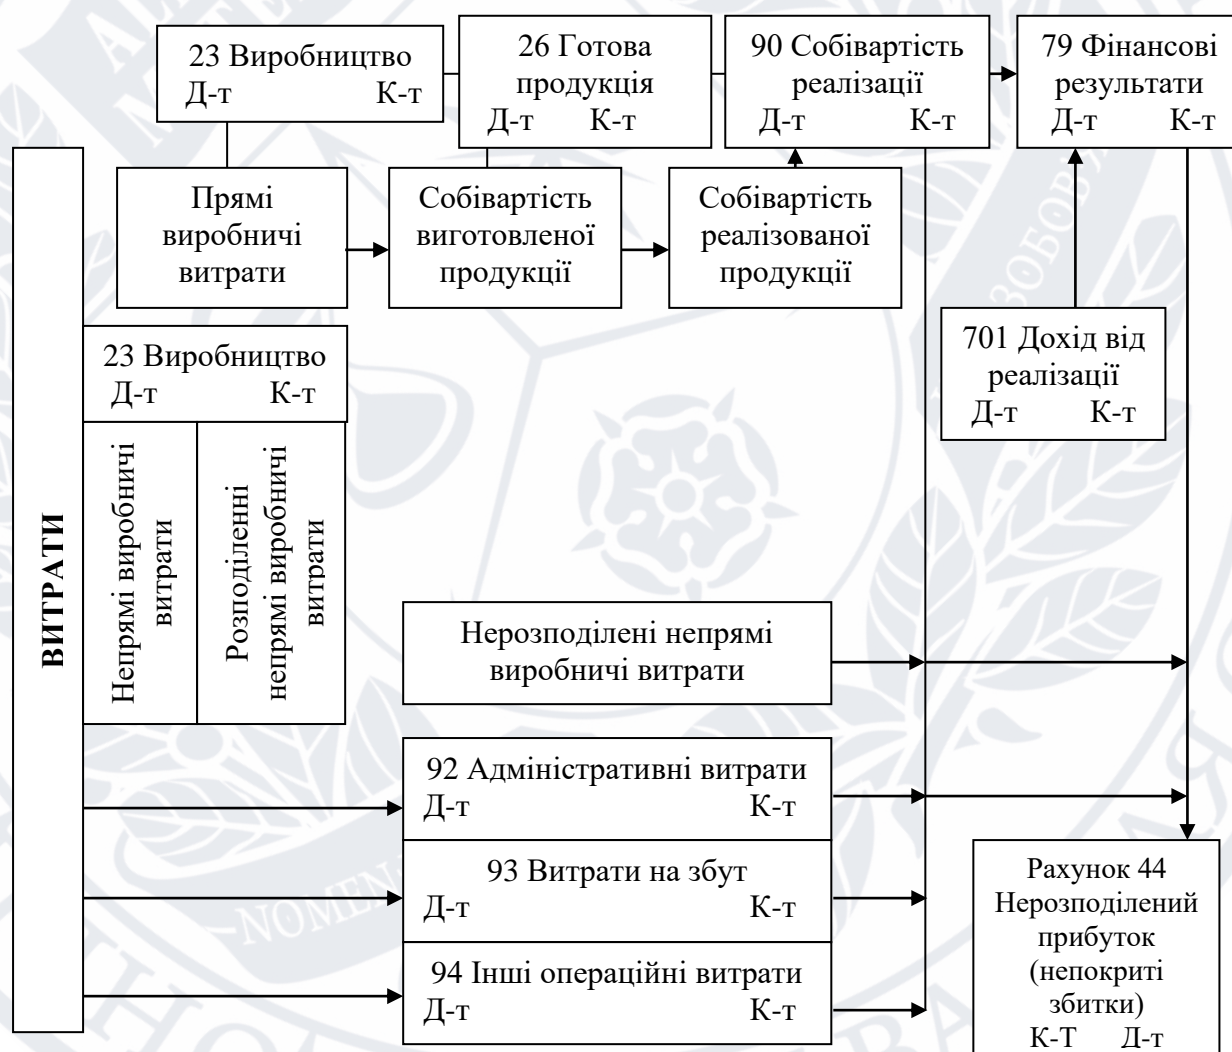 23 Виробництво
Д-т К-т
26 Готова
продукція
Д-т К-т
90 Собівартість
реалізації
Д-т К-т
79 Фінансові
результати
Д-т К-т
Прямі
виробничі
витрати
Собівартість
виготовленої
продукції
Собівартість
реалізованої
продукції
701 Дохід від
реалізації
Д-т К-т
ВИТРАТИ
23 Виробництво
Д-т К-т
Непрямі виробничі
витрати
Розподіленні
непрямі виробничі
витрати
Нерозподілені непрямі
виробничі витрати
92 Адміністративні витрати
Д-т К-т
93 Витрати на збут
Д-т К-т
94 Інші операційні витрати
Д-т К-т
Рахунок 44
Нерозподілений
прибуток
(непокриті
збитки)
К-Т Д-т